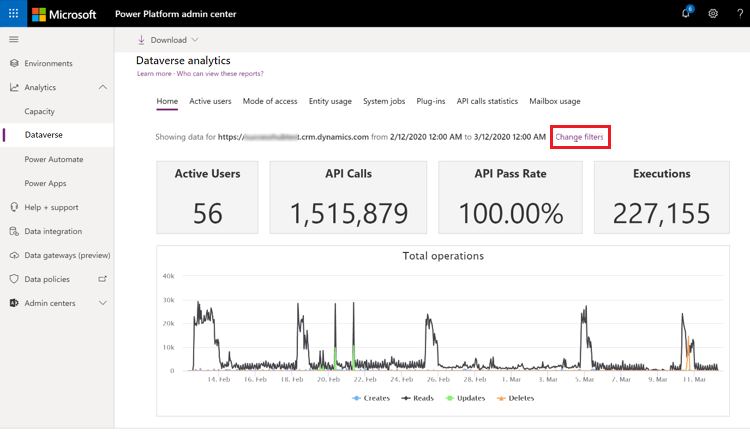 Microsoft Power Platform admin center 6 ?
Download
Environments
Analytics
Capacity
Dataverse
Power Automate
Power Apps
Help + support
Data integration
Data gateways (preview)
Data policies
Admin centers
Dataverse analytics
Learn more · Who can view these reports?
Home Active users Mode of access Entity usage System jobs Plug-ins API calls statistics Mailbox usage
Showing data for https:// .crm.dynamics.com from 2/12/2020 12:00 AM to 3/12/2020 12:00 AM Change filters
Active Users API Calls API Pass Rate Executions
56 1,515,879 100.00% 227,155
Total operations
40k
30k
20k
10k
0k
14. Feb 16. Feb 18. Feb 20. Feb 22. Feb 24. Feb 26. Feb 28. Feb 1. Mar 3. Mar 5. Mar 7. Mar 9. Mar 11. Mar
Creates Reads Updates Deletes